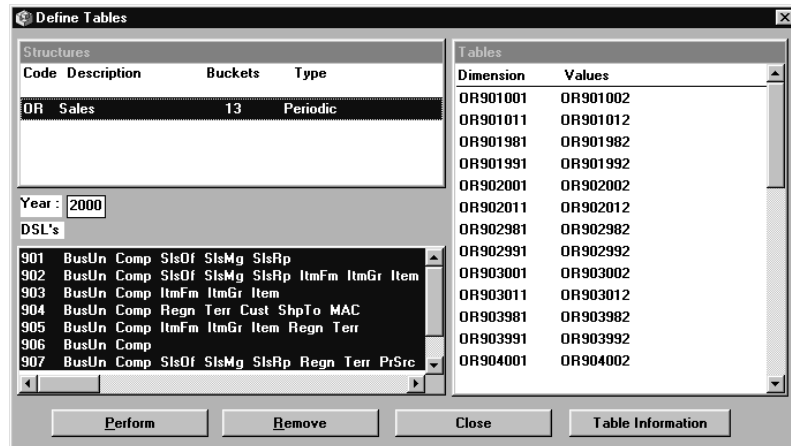 Define Tables
Structures
Code Description Buckets Type
OR Sales 13 Periodic
Year : 2000
DSL's
901 BusUn Comp SlsOf SlsMg SlsRp
902 BusUn Comp SlsOf SlsMg SlsRp ItmFm ItmGr Item
903 BusUn Comp ItmFm ItmGr Item
904 BusUn Comp Regn Terr Cust ShpTo MAC
905 BusUn Comp ItmFm ItmGr Item Regn Terr
906 BusUn Comp
907 BusUn Comp SlsOf SlsMg SlsRp Regn Terr PrSrc
Tables
Dimension Values
OR901001 OR901002
OR901011 OR901012
OR901981 OR901982
OR901991 OR901992
OR902001 OR902002
OR902011 OR902012
OR902981 OR902982
OR902991 OR902992
OR903001 OR903002
OR903011 OR903012
OR903981 OR903982
OR903991 OR903992
OR904001 OR904002
Perform Remove Close Table Information